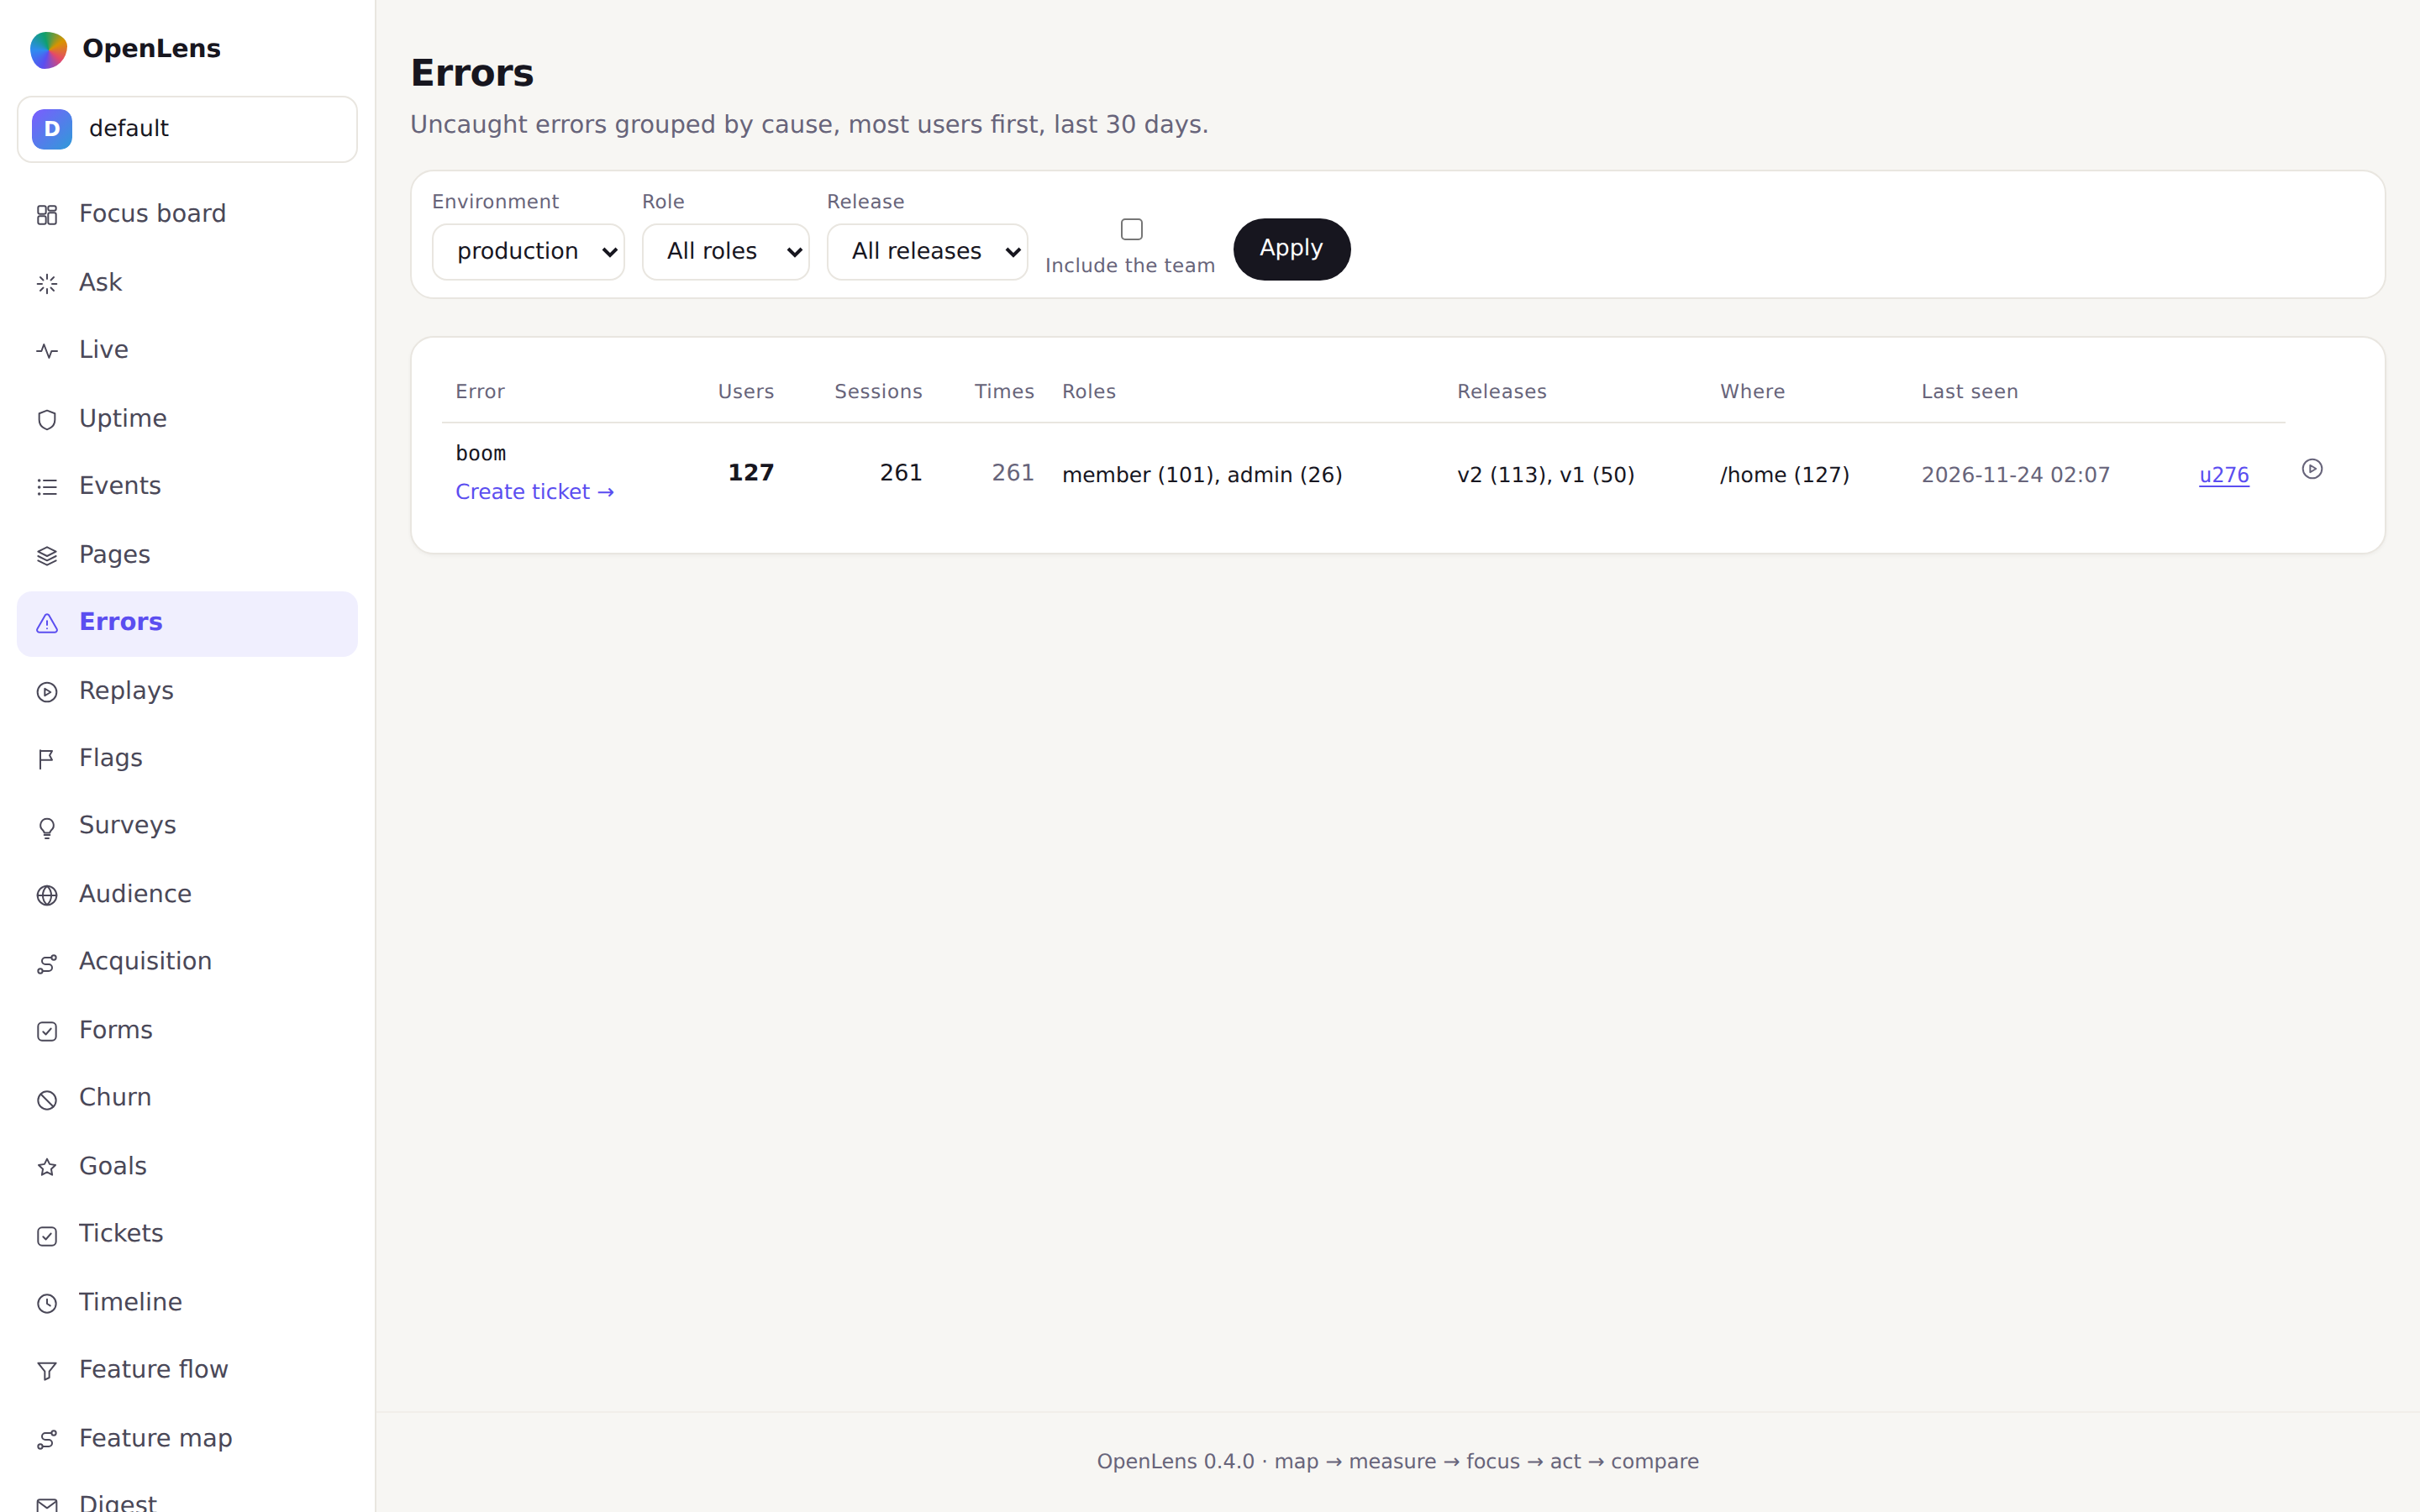 OpenLens
D default
Focus board
Ask
Live
Uptime
Events
Pages
Errors
Replays
Flags
Surveys
Audience
Acquisition
Forms
Churn
Goals
Tickets
Timeline
Feature flow
Feature map
Digest
Errors
Uncaught errors grouped by cause, most users first, last 30 days.
Environment Role Release
production All roles All releases Include the team Apply
Error Users Sessions Times Roles Releases Where Last seen
boom
Create ticket →
127 261 261 member (101), admin (26) v2 (113), v1 (50) /home (127) 2026-11-24 02:07 u276
OpenLens 0.4.0 · map → measure → focus → act → compare